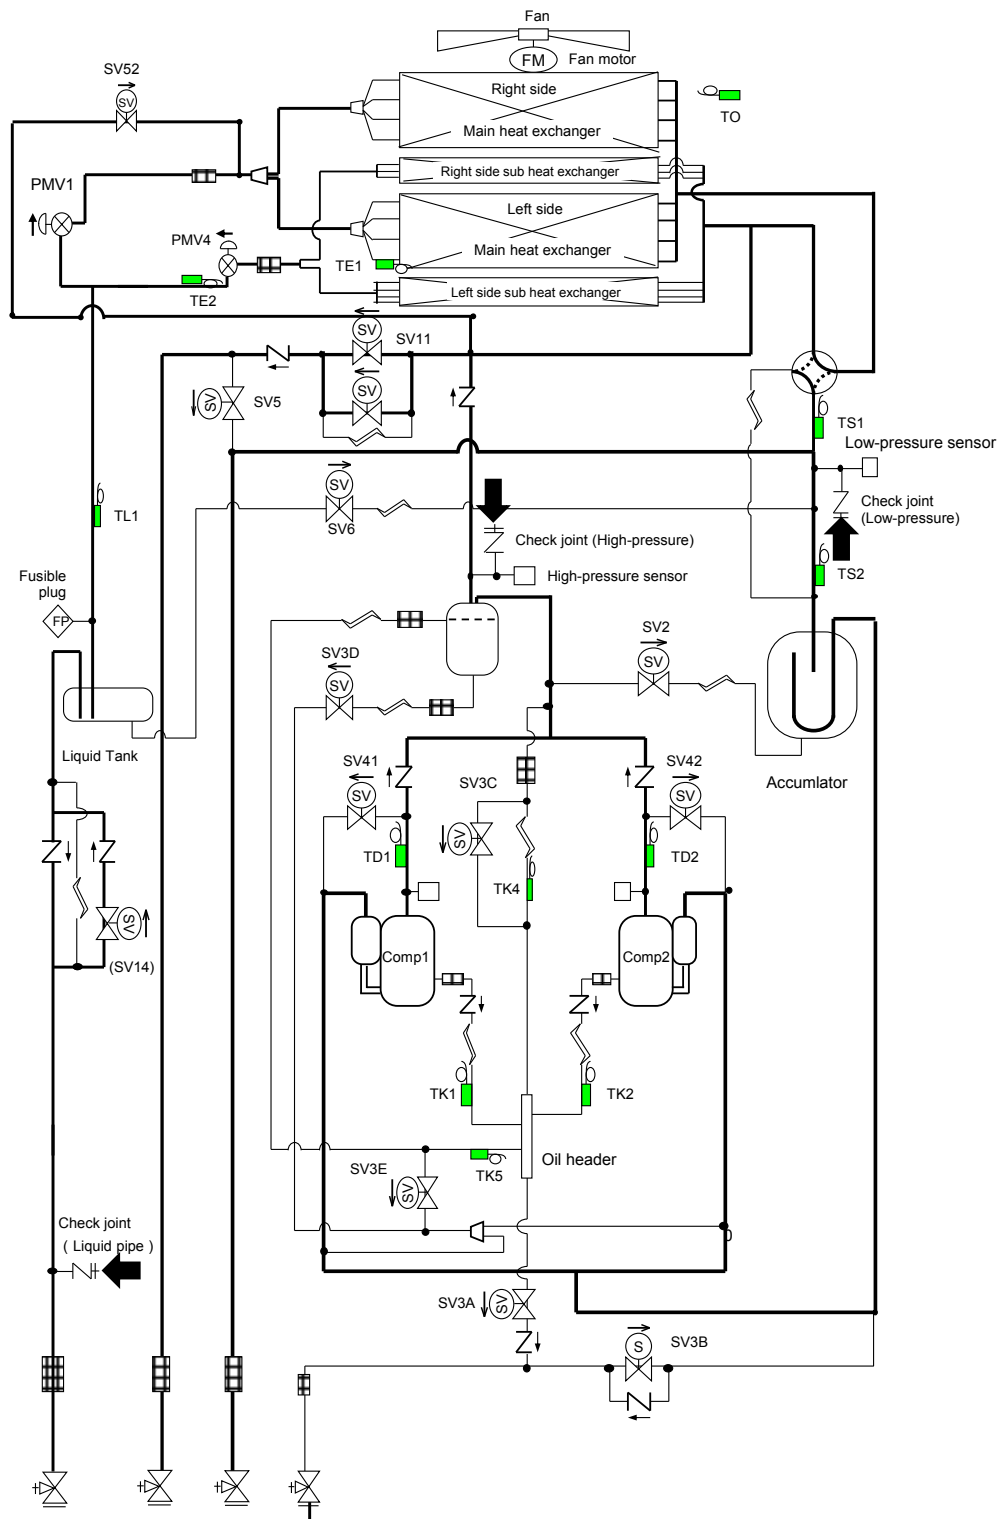 Fan
FM
Fan motor
SV52
SV
Right side
Main heat exchanger
TO
Right side sub heat exchanger
PMV1
Left side
Main heat exchanger
PMV4
TE1
TE2
Left side sub heat exchanger
SV
SV11
SV
SV
SV5
TS1
Low-pressure sensor
SV
SV6
TL1
Check joint
(Low-pressure)
Check joint (High-pressure)
TS2
High-pressure sensor
Fusible
plug
FP
SV2
SV
SV3D
SV
Liquid Tank
Accumlator
SV41
SV
SV3C
SV
SV42
SV
TD1
TD2
TK4
SV
(SV14)
Comp1
Comp2
TK1
TK2
Oil header
TK5
SV3E
SV
Check joint
( Liquid pipe )
SV3A
SV
SV3B
S